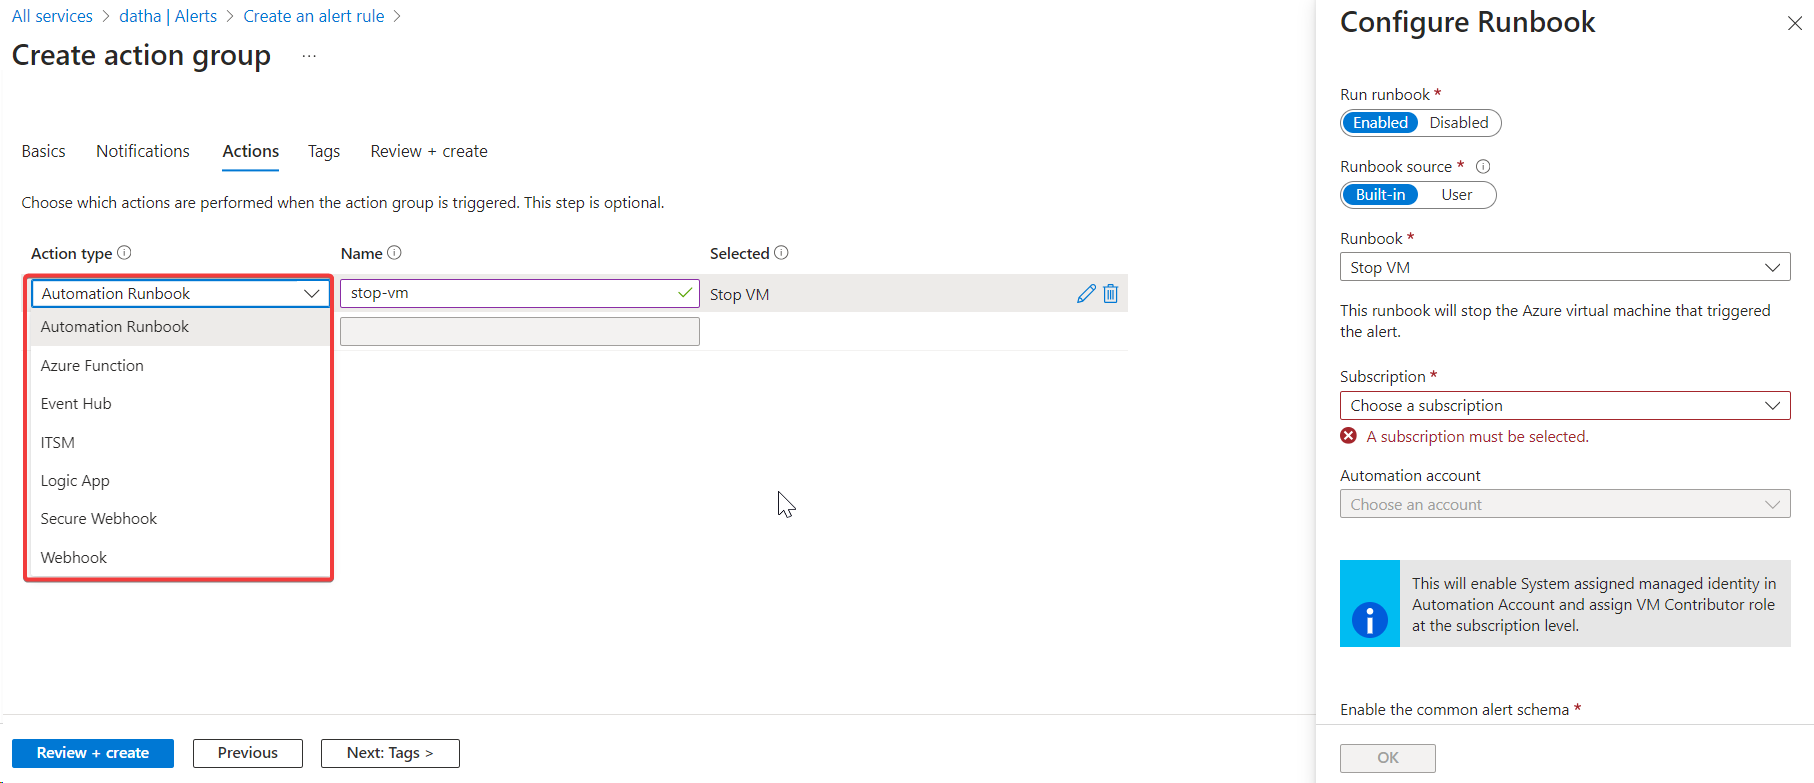 All services > datha | Alerts > Create an alert rule >
Create action group ...
Basics Notifications Actions Tags Review + create
Choose which actions are performed when the action group is triggered. This step is optional.
Action type Name Selected
Automation Runbook stop-vm Stop VM
Automation Runbook
Azure Function
Event Hub
ITSM
Logic App
Secure Webhook
Webhook
Review + create Previous Next: Tags >
Configure Runbook
Run runbook *
Enabled Disabled
Runbook source *
Built-in User
Runbook *
Stop VM
This runbook will stop the Azure virtual machine that triggered
the alert.
Subscription *
Choose a subscription
A subscription must be selected.
Automation account
Choose an account
This will enable System assigned managed identity in
Automation Account and assign VM Contributor role
at the subscription level.
Enable the common alert schema *
OK